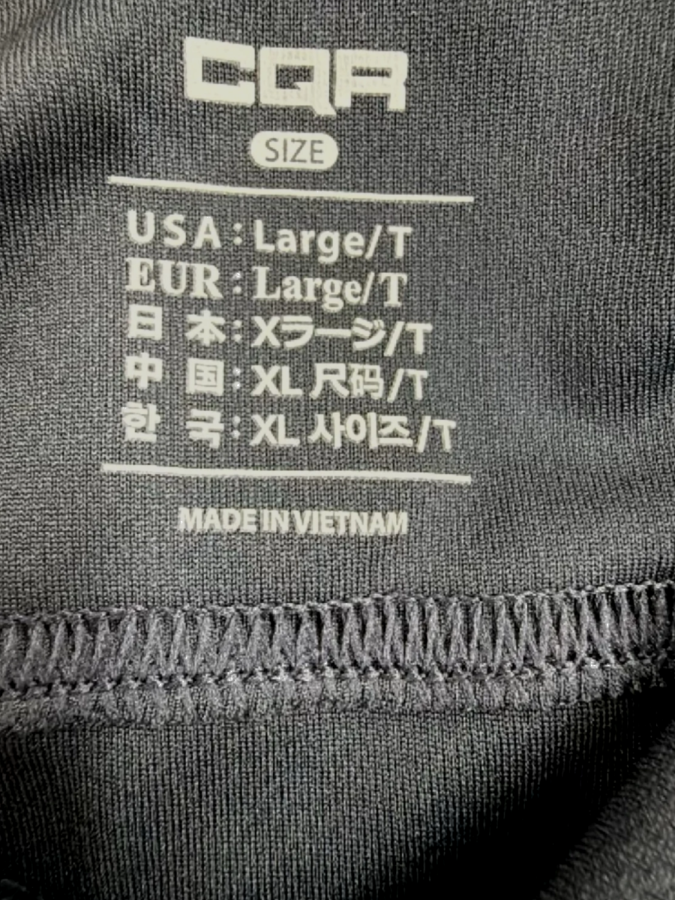 CQR
SIZE
USA : Large/T
EUR : Large/T
日 本 : Xラージ/T
中 国 : XL 尺码/T
한 국 : XL 사이즈/T
MADE IN VIETNAM